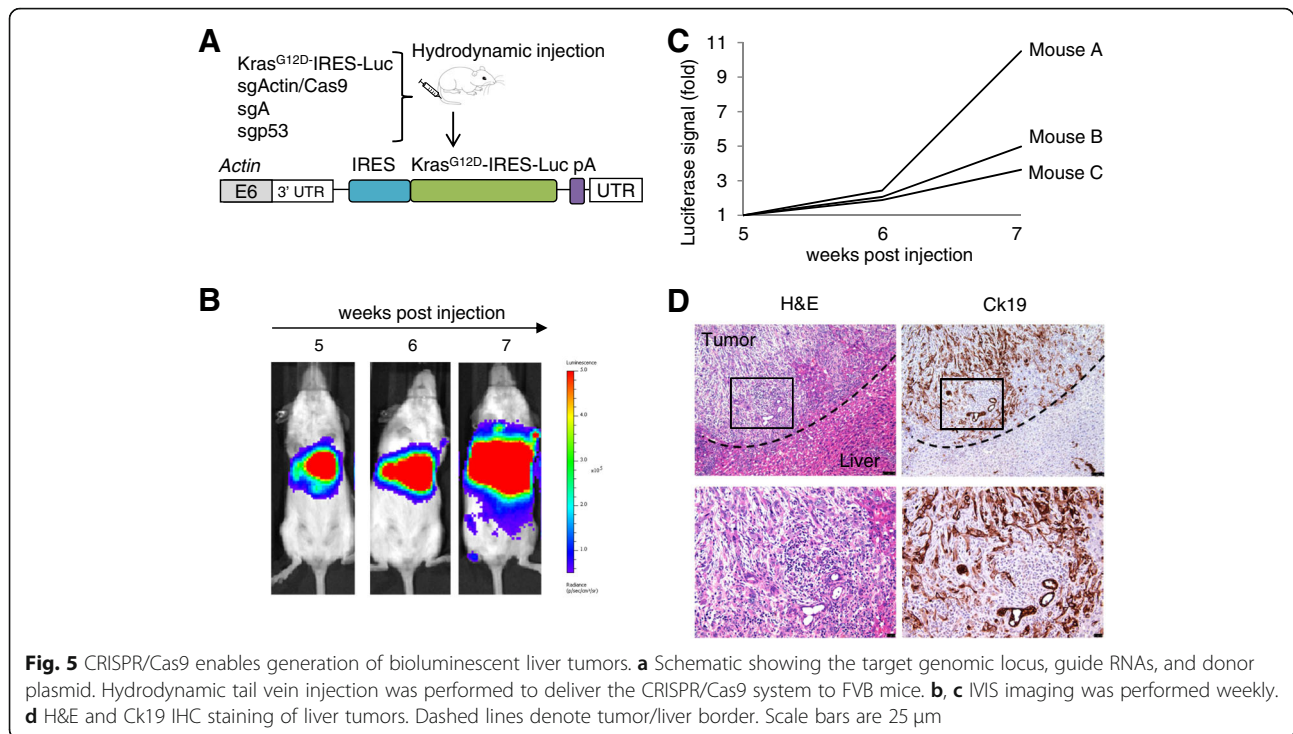 A
Kras^G12D-IRES-Luc
sgActin/Cas9
sgA
sgp53
Hydrodynamic injection
Actin IRES Kras^G12D-IRES-Luc pA
E6 3' UTR UTR
B
weeks post injection
5 6 7
Luminescence
5.0
4.0
3.0
x10^5
2.0
1.0
Radiance
(p/sec/cm²/sr)
C
Luciferase signal (fold)
11
9
7
5
3
1
5 6 7
weeks post injection
Mouse A
Mouse B
Mouse C
D
H&E Ck19
Tumor
Liver
Fig. 5 CRISPR/Cas9 enables generation of bioluminescent liver tumors. a Schematic showing the target genomic locus, guide RNAs, and donor
plasmid. Hydrodynamic tail vein injection was performed to deliver the CRISPR/Cas9 system to FVB mice. b, c IVIS imaging was performed weekly.
d H&E and Ck19 IHC staining of liver tumors. Dashed lines denote tumor/liver border. Scale bars are 25 μm